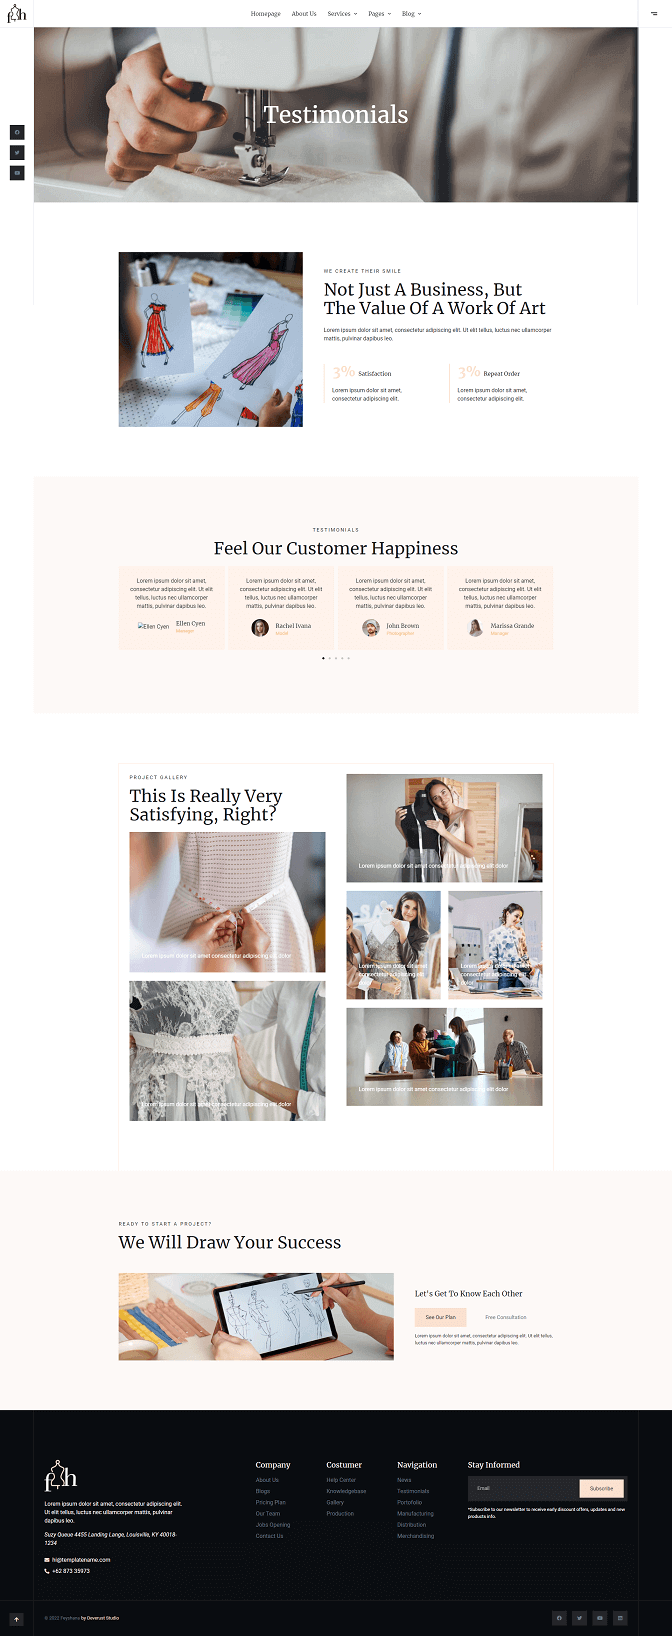 fsh
Homepage
About Us
Services
Pages
Blog
Testimonials
WE CREATE THEIR SMILE
Not Just A Business, But
The Value Of A Work Of Art
Lorem ipsum dolor sit amet, consectetur adipiscing elit. Ut elit tellus, luctus nec ullamcorper
mattis, pulvinar dapibus leo.
3% Satisfaction
Lorem ipsum dolor sit amet,
consectetur adipiscing elit.
3% Repeat Order
Lorem ipsum dolor sit amet,
consectetur adipiscing elit.
TESTIMONIALS
Feel Our Customer Happiness
Lorem ipsum dolor sit amet,
consectetur adipiscing elit. Ut elit
tellus, luctus nec ullamcorper
mattis, pulvinar dapibus leo.
Ellen Cyen
Ellen Cyen
Manager
Lorem ipsum dolor sit amet,
consectetur adipiscing elit. Ut elit
tellus, luctus nec ullamcorper
mattis, pulvinar dapibus leo.
Rachel Ivana
Model
Lorem ipsum dolor sit amet,
consectetur adipiscing elit. Ut elit
tellus, luctus nec ullamcorper
mattis, pulvinar dapibus leo.
John Brown
Photographer
Lorem ipsum dolor sit amet,
consectetur adipiscing elit. Ut elit
tellus, luctus nec ullamcorper
mattis, pulvinar dapibus leo.
Marissa Grande
Manager
PROJECT GALLERY
This Is Really Very
Satisfying, Right?
Lorem ipsum dolor sit amet consectetur adipiscing elit dolor
Lorem ipsum dolor sit amet consectetur adipiscing elit dolor
Lorem ipsum dolor sit amet consectetur adipiscing elit dolor
Lorem ipsum dolor sit amet
consectetur adipiscing elit
dolor
Lorem ipsum dolor sit amet
consectetur adipiscing elit
dolor
Lorem ipsum dolor sit amet consectetur adipiscing elit dolor
READY TO START A PROJECT?
We Will Draw Your Success
Let's Get To Know Each Other
See Our Plan
Free Consultation
Lorem ipsum dolor sit amet, consectetur adipiscing elit. Ut elit tellus,
luctus nec ullamcorper mattis, pulvinar dapibus leo.
fsh
Lorem ipsum dolor sit amet, consectetur adipiscing elit.
Ut elit tellus, luctus nec ullamcorper mattis, pulvinar
dapibus leo.
Suzy Queue 4455 Landing Lange, Louisville, KY 40018-
1234
hi@templatename.com
+62 873 35973
Company
About Us
Blogs
Pricing Plan
Our Team
Jobs Opening
Contact Us
Costumer
Help Center
Knowledgebase
Gallery
Production
Navigation
News
Testimonials
Portofolio
Manufacturing
Distribution
Merchandising
Stay Informed
Email
Subscribe
*Subscribe to our newsletter to receive early discount offers, updates and new
products info.
© 2022 Feyshane by Deverust Studio